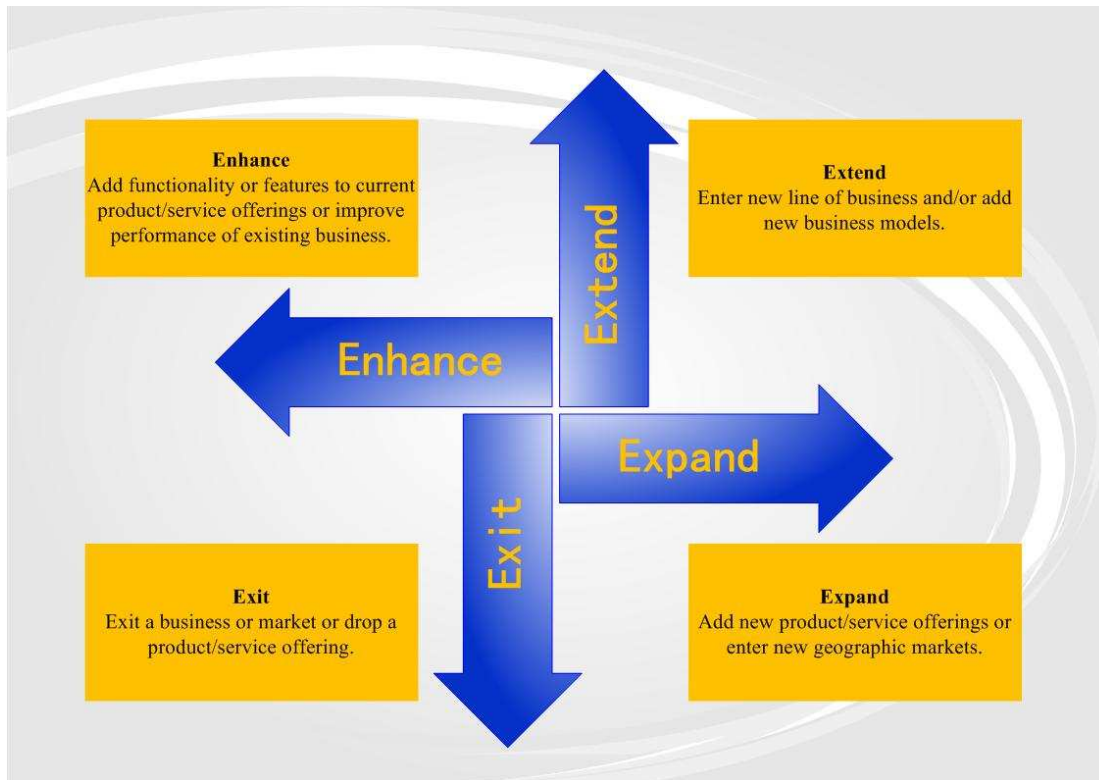 Enhance
Add functionality or features to current
product/service offerings or improve
performance of existing business.
Extend
Enter new line of business and/or add
new business models.
Extend
Enhance
Expand
Exit
Exit
Exit a business or market or drop a
product/service offering.
Expand
Add new product/service offerings or
enter new geographic markets.